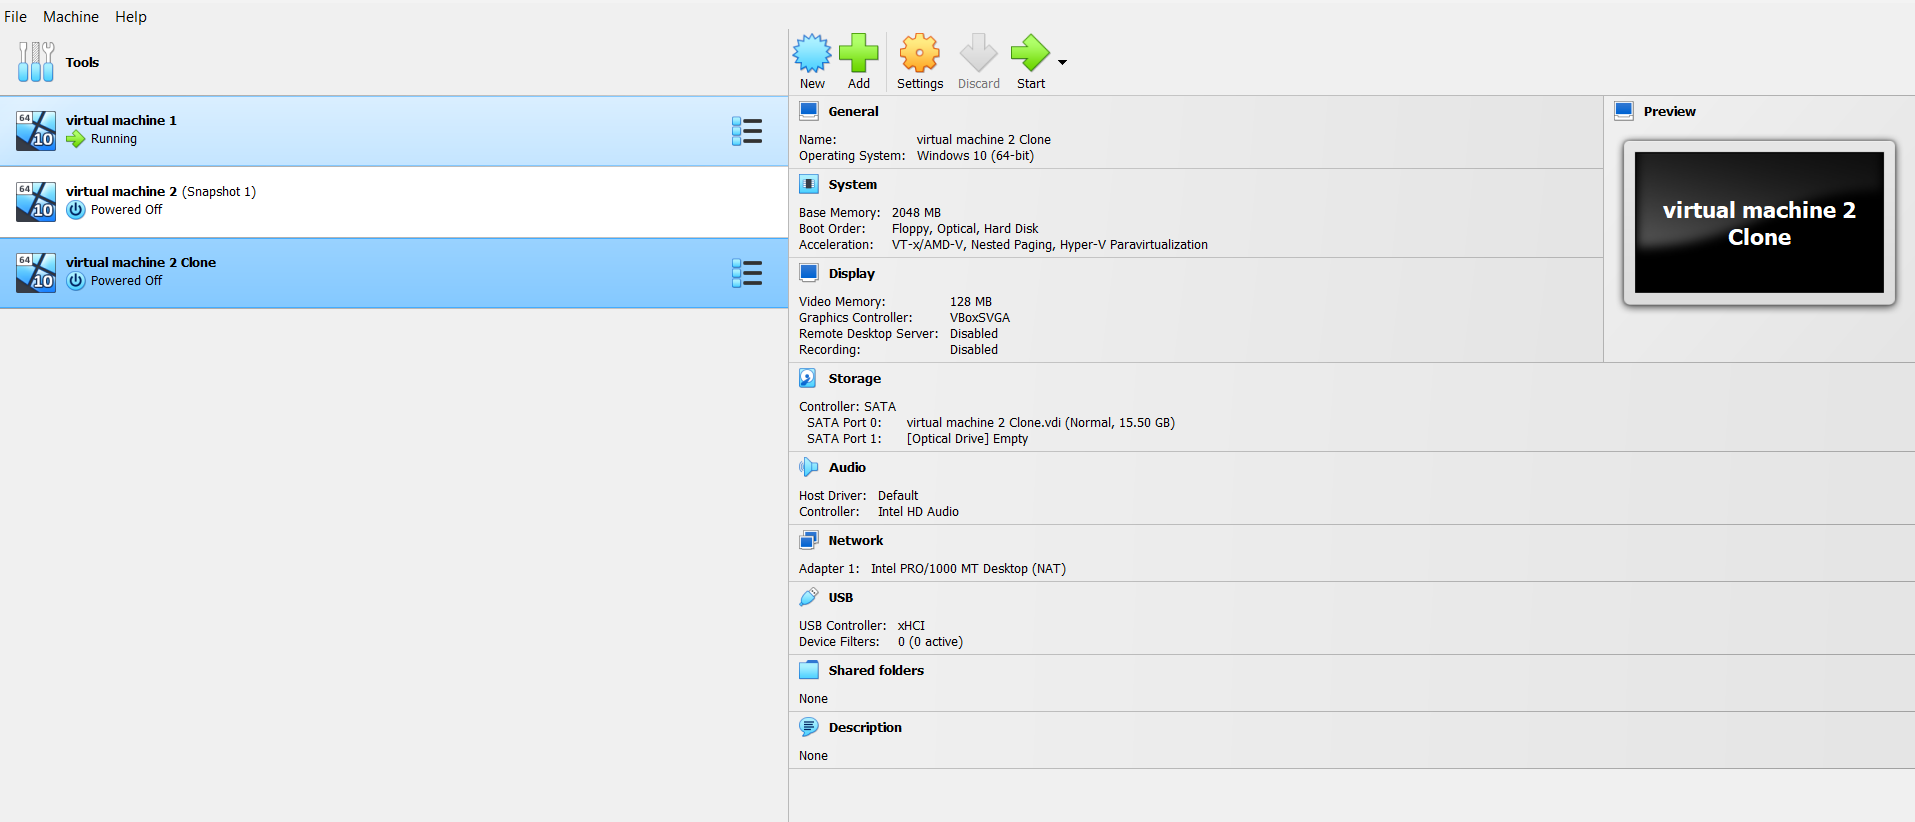 File Machine Help
Tools
64
10
virtual machine 1
Running
64
10
virtual machine 2 (Snapshot 1)
Powered Off
64
10
virtual machine 2 Clone
Powered Off
New Add Settings Discard Start
General
Name: virtual machine 2 Clone
Operating System: Windows 10 (64-bit)
System
Base Memory: 2048 MB
Boot Order: Floppy, Optical, Hard Disk
Acceleration: VT-x/AMD-V, Nested Paging, Hyper-V Paravirtualization
Display
Video Memory: 128 MB
Graphics Controller: VBoxSVGA
Remote Desktop Server: Disabled
Recording: Disabled
Preview
virtual machine 2
Clone
Storage
Controller: SATA
SATA Port 0: virtual machine 2 Clone.vdi (Normal, 15.50 GB)
SATA Port 1: [Optical Drive] Empty
Audio
Host Driver: Default
Controller: Intel HD Audio
Network
Adapter 1: Intel PRO/1000 MT Desktop (NAT)
USB
USB Controller: xHCI
Device Filters: 0 (0 active)
Shared folders
None
Description
None